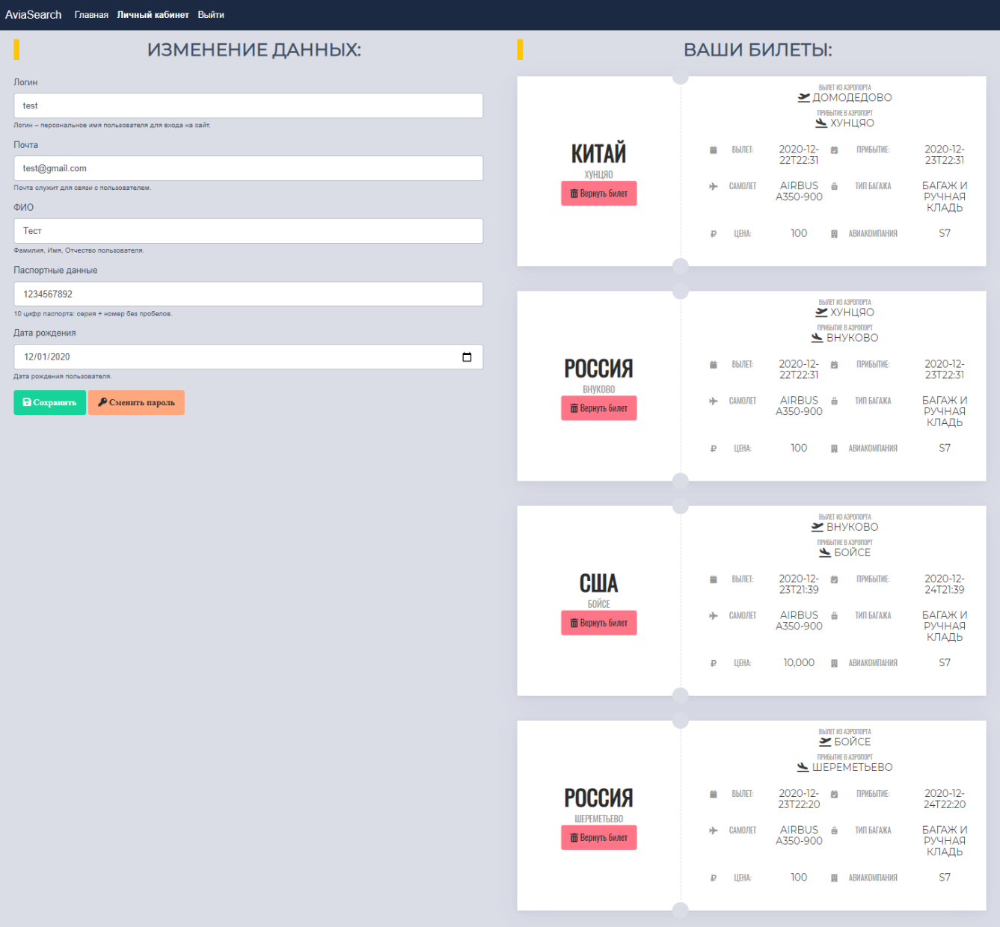 AviaSearch Главная Личный кабинет Выйти
ИЗМЕНЕНИЕ ДАННЫХ:
Логин
test
Логин – персональное имя пользователя для входа на сайт.
Почта
test@gmail.com
Почта служит для связи с пользователем.
ФИО
Тест
Фамилия, Имя, Отчество пользователя.
Паспортные данные
1234567892
10 цифр паспорта: серия + номер без пробелов.
Дата рождения
12/01/2020
Дата рождения пользователя.
Сохранить Сменить пароль
ВАШИ БИЛЕТЫ:
КИТАЙ
ХУНЦЯО
Вернуть билет
ВЫЛЕТ ИЗ АЭРОПОРТА
ДОМОДЕДОВО
ПРИБЫТИЕ В АЭРОПОРТ
ХУНЦЯО
ВЫЛЕТ: 2020-12- ПРИБЫТИЕ: 2020-12-
22T22:31 23T22:31
САМОЛЕТ AIRBUS ТИП БАГАЖА БАГАЖ И
A350-900 РУЧНАЯ
КЛАДЬ
ЦЕНА: 100 АВИАКОМПАНИЯ S7
РОССИЯ
ВНУКОВО
Вернуть билет
ВЫЛЕТ ИЗ АЭРОПОРТА
ХУНЦЯО
ПРИБЫТИЕ В АЭРОПОРТ
ВНУКОВО
ВЫЛЕТ: 2020-12- ПРИБЫТИЕ: 2020-12-
22T22:31 23T22:31
САМОЛЕТ AIRBUS ТИП БАГАЖА БАГАЖ И
A350-900 РУЧНАЯ
КЛАДЬ
ЦЕНА: 100 АВИАКОМПАНИЯ S7
США
БОЙСЕ
Вернуть билет
ВЫЛЕТ ИЗ АЭРОПОРТА
ВНУКОВО
ПРИБЫТИЕ В АЭРОПОРТ
БОЙСЕ
ВЫЛЕТ: 2020-12- ПРИБЫТИЕ: 2020-12-
23T21:39 24T21:39
САМОЛЕТ AIRBUS ТИП БАГАЖА БАГАЖ И
A350-900 РУЧНАЯ
КЛАДЬ
ЦЕНА: 10,000 АВИАКОМПАНИЯ S7
РОССИЯ
ШЕРЕМЕТЬЕВО
Вернуть билет
ВЫЛЕТ ИЗ АЭРОПОРТА
БОЙСЕ
ПРИБЫТИЕ В АЭРОПОРТ
ШЕРЕМЕТЬЕВО
ВЫЛЕТ: 2020-12- ПРИБЫТИЕ: 2020-12-
23T22:20 24T22:20
САМОЛЕТ AIRBUS ТИП БАГАЖА БАГАЖ И
A350-900 РУЧНАЯ
КЛАДЬ
ЦЕНА: 100 АВИАКОМПАНИЯ S7